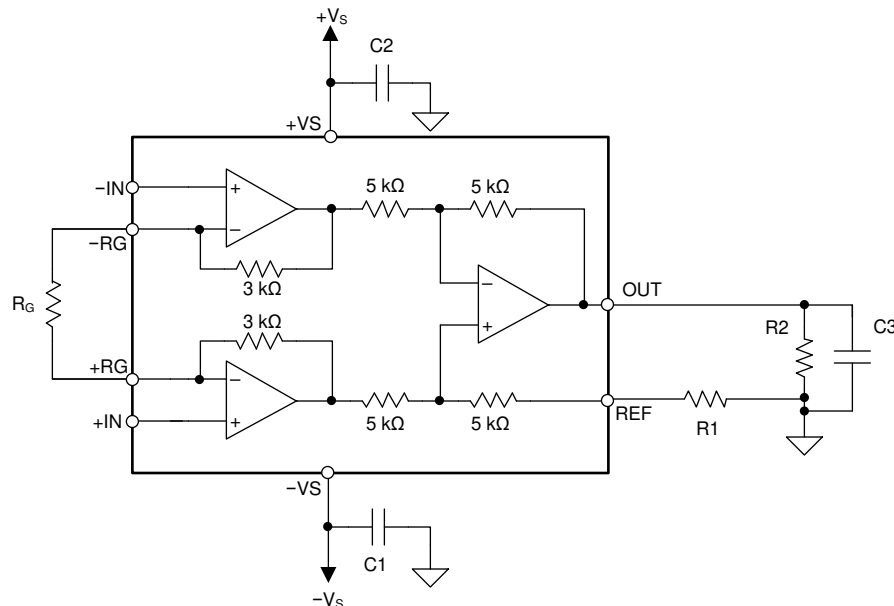 +Vs
C2
+VS
5 kΩ
5 kΩ
−IN
−RG
3 kΩ
OUT
RG
3 kΩ
R2
C3
+RG
+IN
5 kΩ
5 kΩ
REF
R1
−VS
C1
−Vs